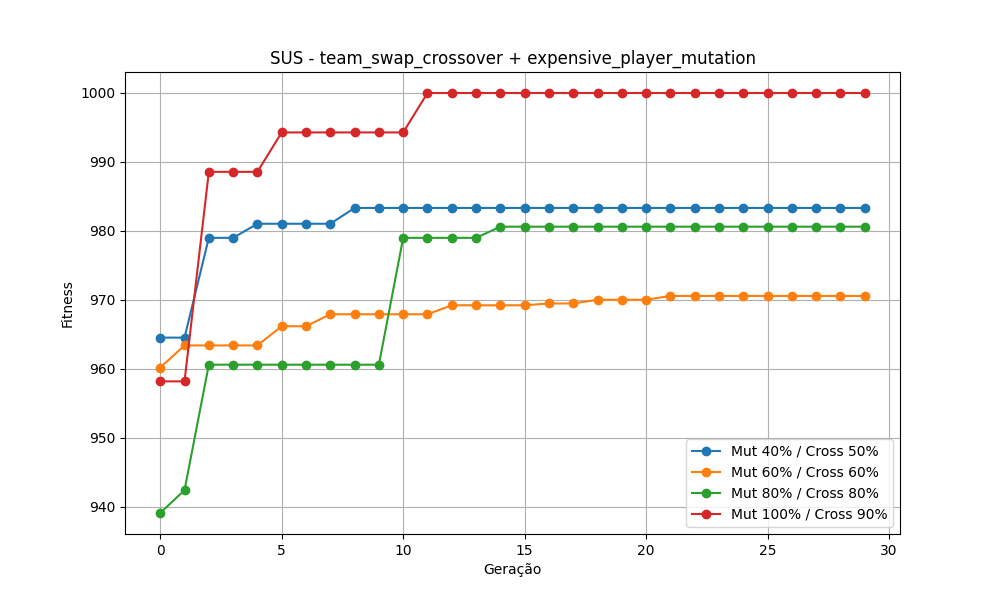 SUS - team_swap_crossover + expensive_player_mutation
Fitness
1000
990
980
970
960
950
940
0 5 10 15 20 25 30
Geração
Mut 40% / Cross 50%
Mut 60% / Cross 60%
Mut 80% / Cross 80%
Mut 100% / Cross 90%